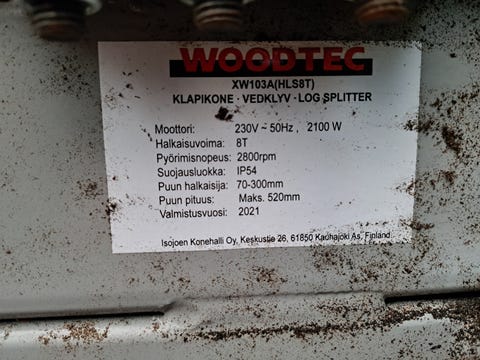 WOODTEC
XW103A(HLS8T)
KLAPIKONE · VEDKLYV · LOG SPLITTER
Moottori: 230V ~ 50Hz , 2100 W
Halkaisuvoima: 8T
Pyörimisnopeus: 2800rpm
Suojausluokka: IP54
Puun halkaisija: 70-300mm
Puun pituus: Maks. 520mm
Valmistusvuosi: 2021
Isojoen Konehalli Oy, Keskustie 26, 61850 Kauhajoki As, Finland